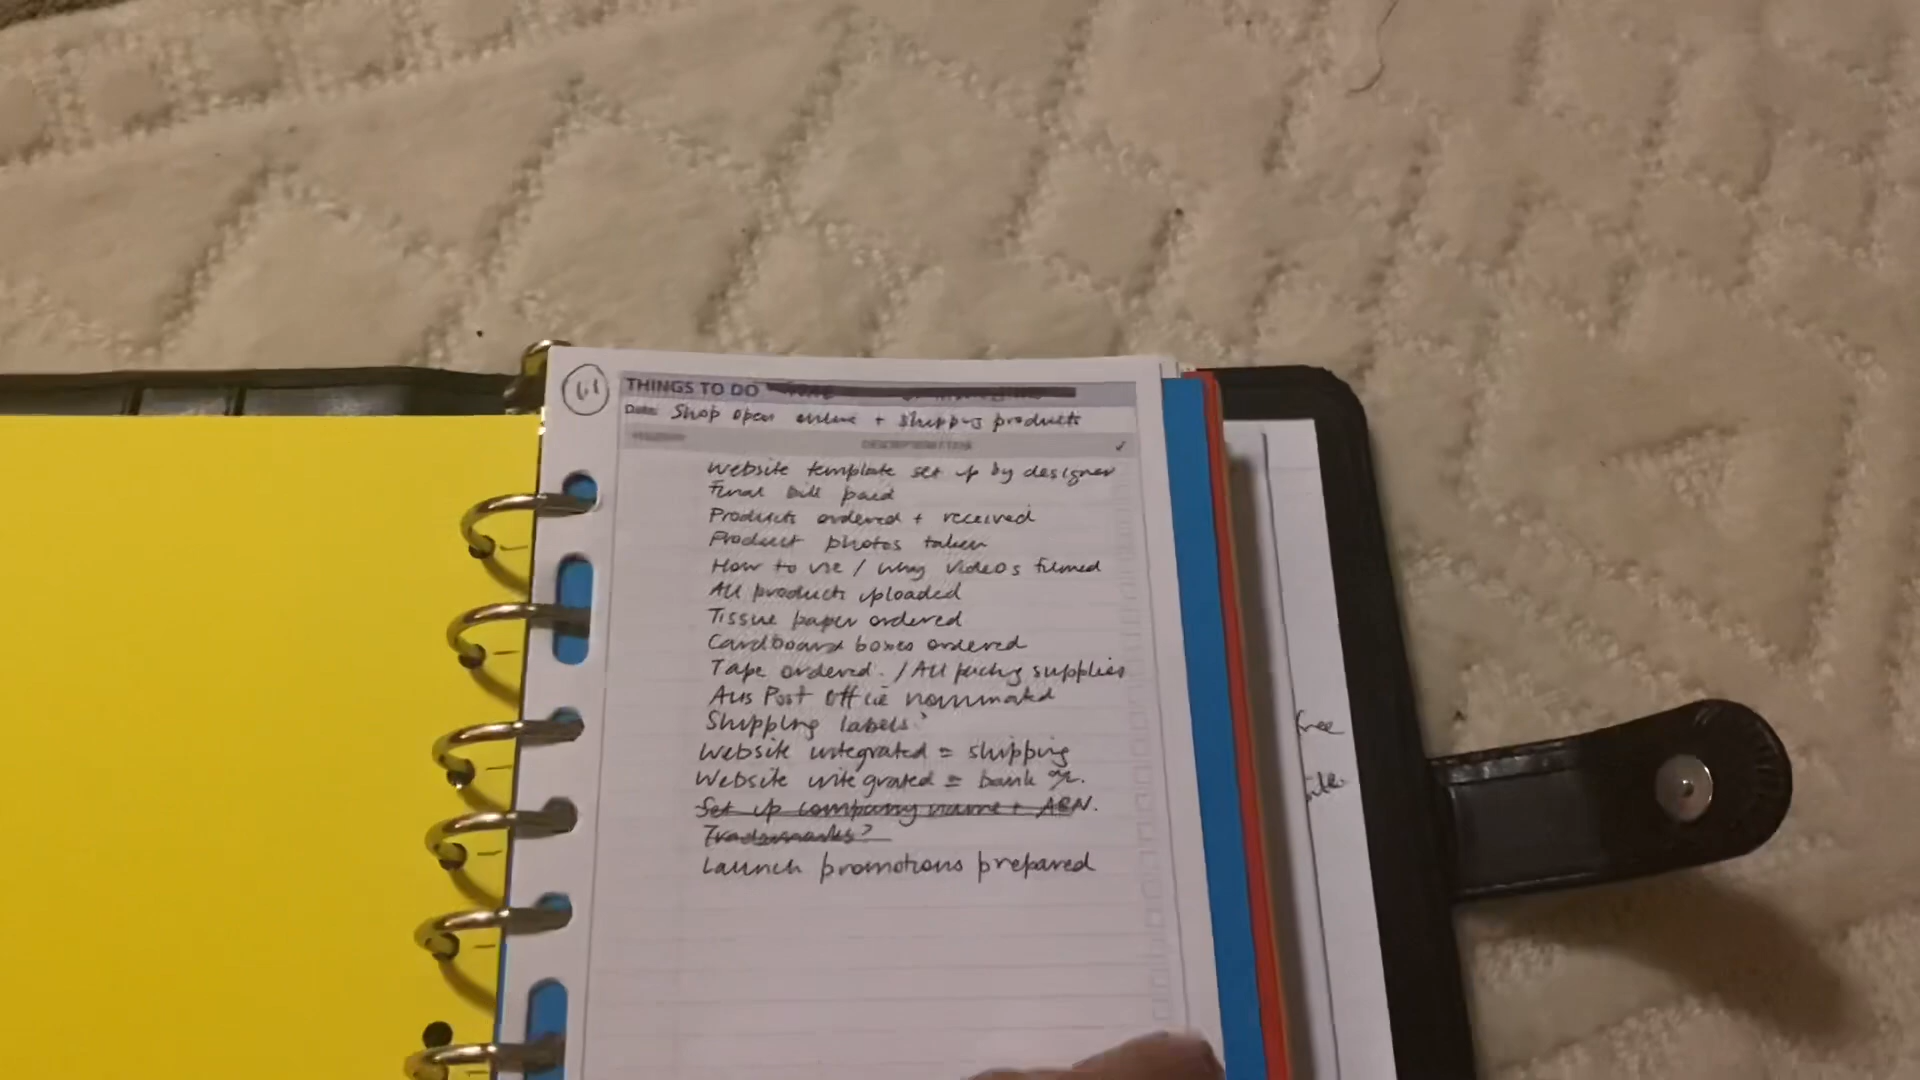 THINGS TO DO
Date: Shop open online + shipping products
DESCRIPTION ✓
Website template set up by designer
Final bill paid
Products ordered + received
Product photos taken
How to use / why videos filmed
All products uploaded
Tissue paper ordered
Cardboard boxes ordered
Tape ordered. / All packing supplies
Aus Post Office nominated
Shipping labels?
Website integrated = shipping
Website integrated = bank
Set up company name + ABN.
Trademarks?
Launch promotions prepared
free